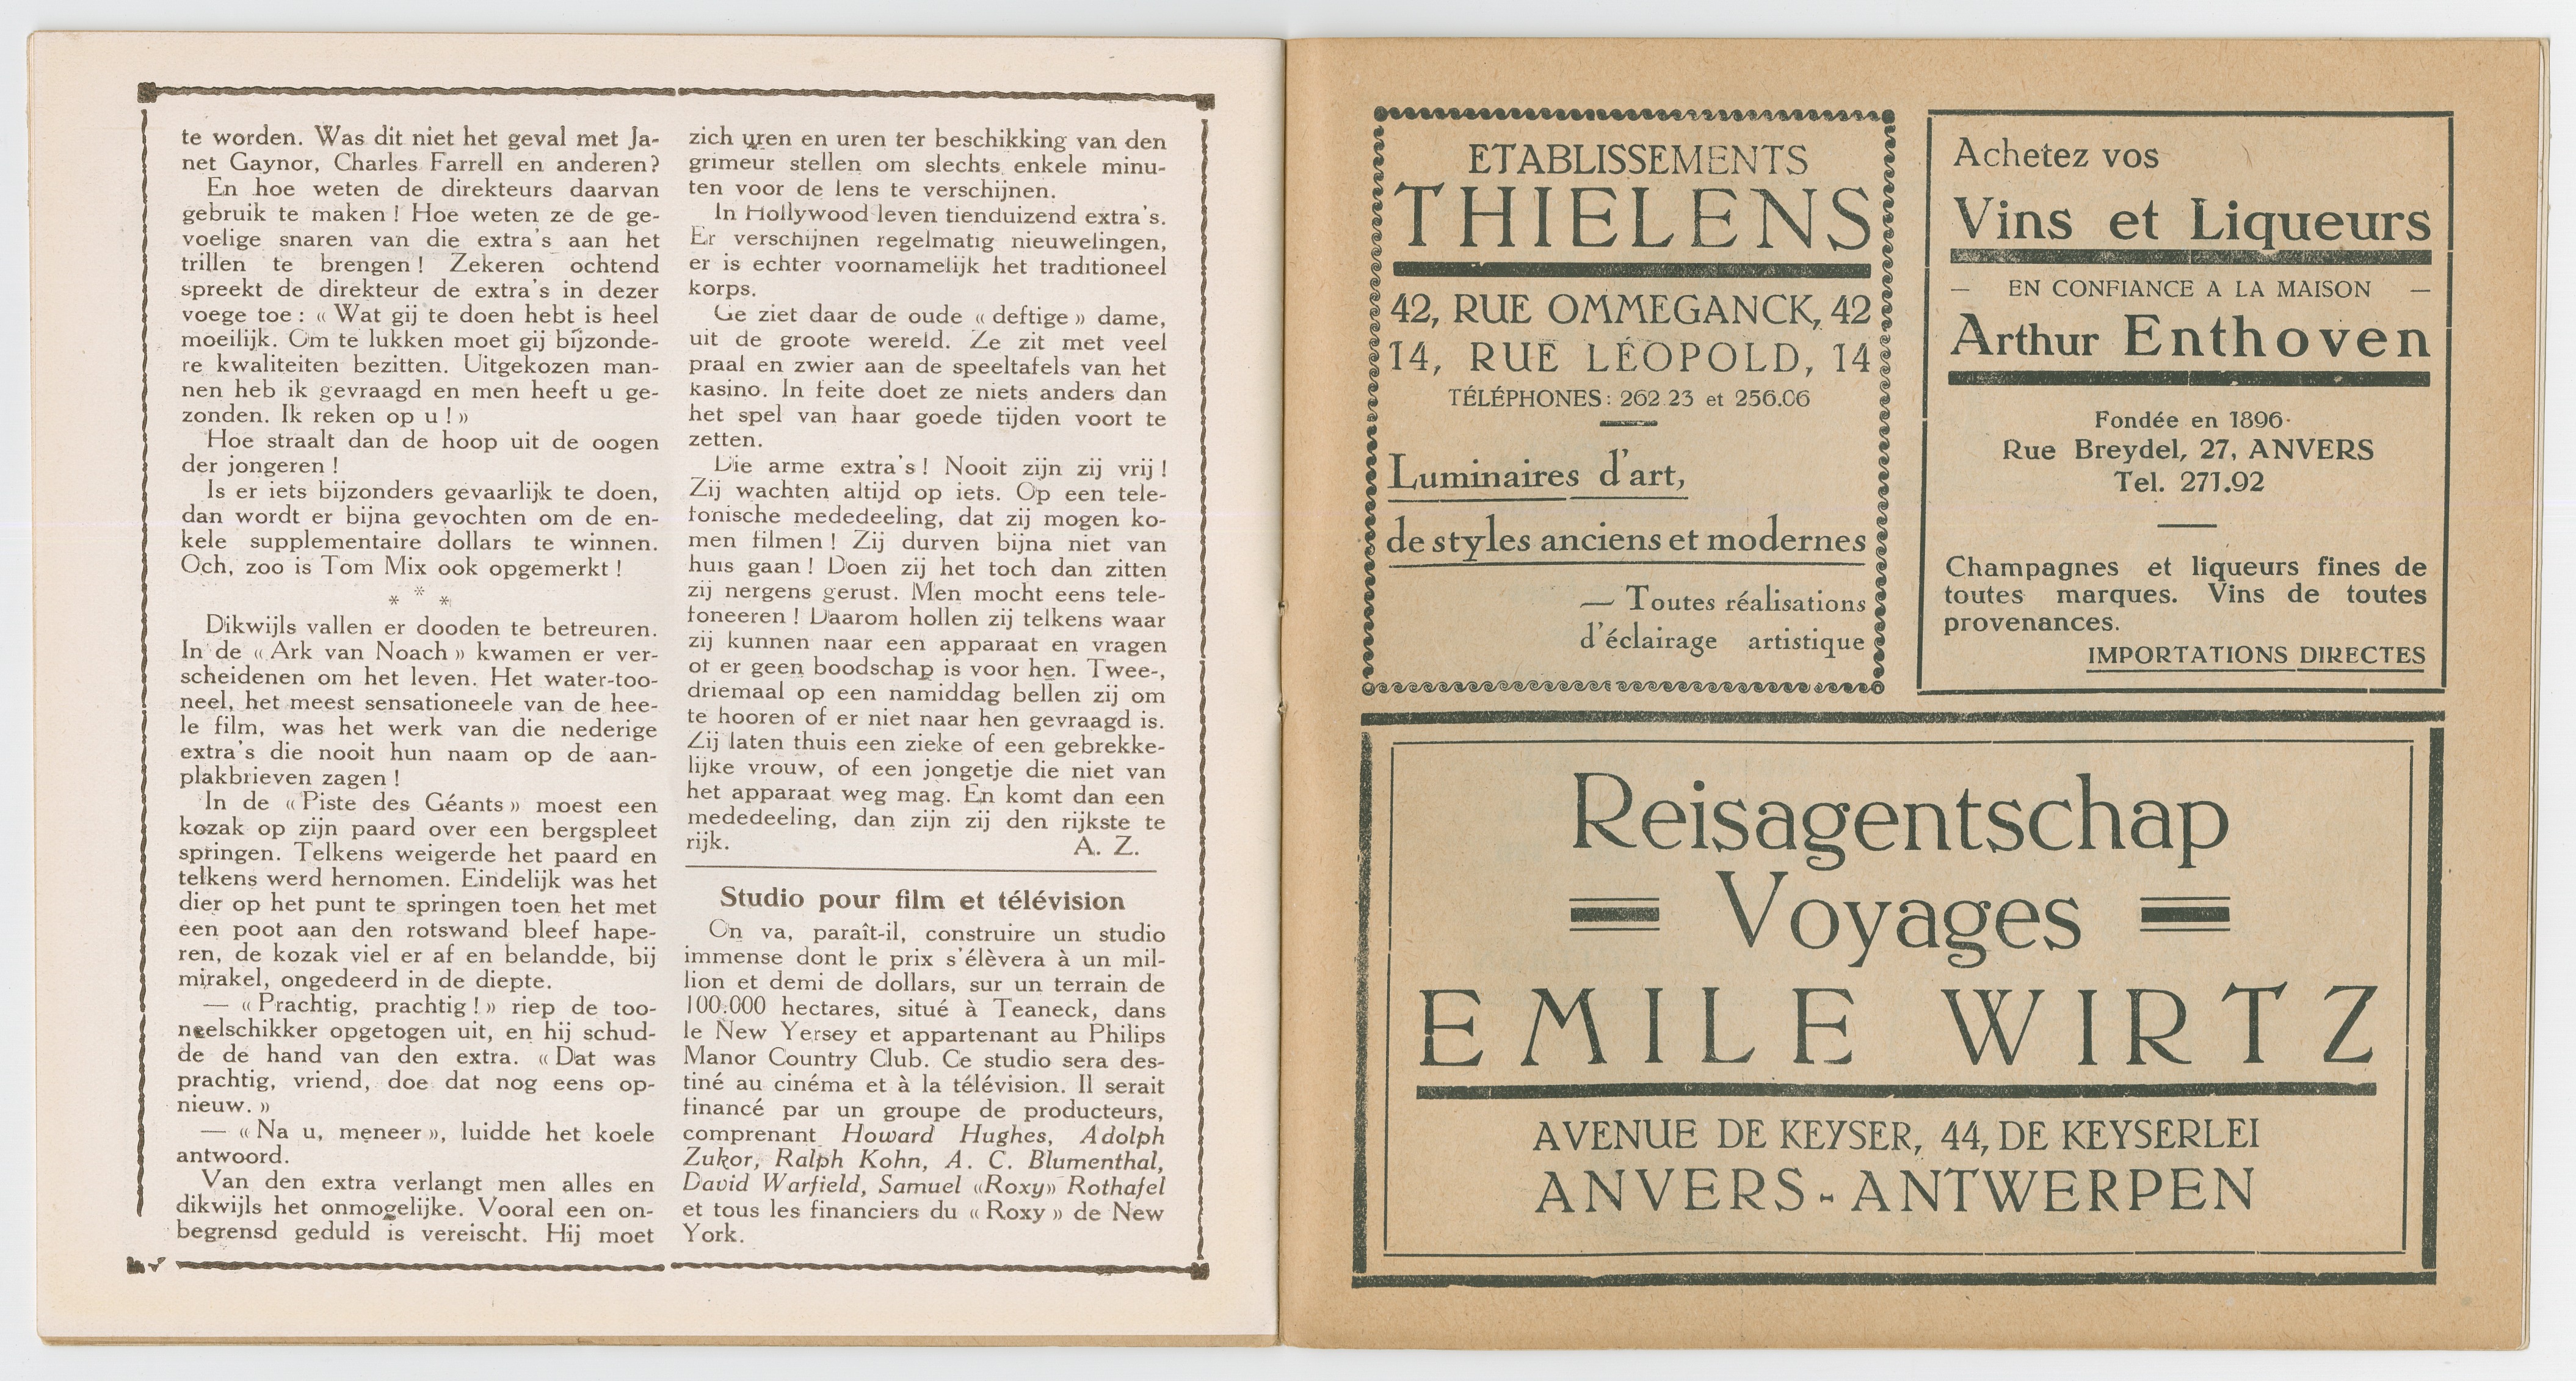 te worden. Was dit niet het geval met Ja-
net Gaynor, Charles Farrell en anderen?
En hoe weten de direkteurs daarvan
gebruik te maken! Hoe weten ze de ge-
voelige snaren van die extra's aan het
trillen te brengen! Zekeren ochtend
spreekt de direkteur de extra's in dezer
voege toe: « Wat gij te doen hebt is heel
moeilijk. Om te lukken moet gij bijzonde-
re kwaliteiten bezitten. Uitgekozen man-
nen heb ik gevraagd en men heeft u ge-
zonden. Ik reken op u!»
Hoe straalt dan de hoop uit de oogen
der jongeren!
Is er iets bijzonders gevaarlijk te doen,
dan wordt er bijna gevochten om de en-
kele supplementaire dollars te winnen.
Och, zoo is Tom Mix ook opgemerkt!
* * *
Dikwijls vallen er dooden te betreuren.
In de « Ark van Noach » kwamen er ver-
scheidenen om het leven. Het water-too-
neel, het meest sensationeele van de hee-
le film, was het werk van die nederige
extra's die nooit hun naam op de aan-
plakbrieven zagen!
In de « Piste des Géants » moest een
kozak op zijn paard over een bergspleet
springen. Telkens weigerde het paard en
telkens werd hernomen. Eindelijk was het
dier op het punt te springen toen het met
een poot aan den rotswand bleef hape-
ren, de kozak viel er af en belandde, bij
mirakel, ongedeerd in de diepte.
— « Prachtig, prachtig!» riep de too-
neelschikker opgetogen uit, en hij schud-
de de hand van den extra. « Dat was
prachtig, vriend, doe dat nog eens op-
nieuw. »
— « Na u, meneer », luidde het koele
antwoord.
Van den extra verlangt men alles en
dikwijls het onmogelijke. Vooral een on-
begrensd geduld is vereischt. Hij moet
zich uren en uren ter beschikking van den
grimeur stellen om slechts enkele minu-
ten voor de lens te verschijnen.
In Hollywood leven tienduizend extra's.
Er verschijnen regelmatig nieuwelingen,
er is echter voornamelijk het traditioneel
korps.
Ge ziet daar de oude « deftige » dame,
uit de groote wereld. Ze zit met veel
praal en zwier aan de speeltafels van het
kasino. In feite doet ze niets anders dan
het spel van haar goede tijden voort te
zetten.
Die arme extra's! Nooit zijn zij vrij!
Zij wachten altijd op iets. Op een tele-
fonische mededeeling, dat zij mogen ko-
men filmen! Zij durven bijna niet van
huis gaan! Doen zij het toch dan zitten
zij nergens gerust. Men mocht eens tele-
foneeren! Daarom hollen zij telkens waar
zij kunnen naar een apparaat en vragen
of er geen boodschap is voor hen. Twee-,
driemaal op een namiddag bellen zij om
te hooren of er niet naar hen gevraagd is.
Zij laten thuis een zieke of een gebrekke-
lijke vrouw, of een jongetje die niet van
het apparaat weg mag. En komt dan een
mededeeling, dan zijn zij den rijkste te
rijk. A. Z.
Studio pour film et télévision
On va, paraît-il, construire un studio
immense dont le prix s'élèvera à un mil-
lion et demi de dollars, sur un terrain de
100.000 hectares, situé à Teaneck, dans
le New Yersey et appartenant au Philips
Manor Country Club. Ce studio sera des-
tiné au cinéma et à la télévision. Il serait
financé par un groupe de producteurs,
comprenant Howard Hughes, Adolph
Zukor, Ralph Kohn, A. C. Blumenthal,
David Warfield, Samuel «Roxy» Rothafel
et tous les financiers du « Roxy » de New
York.
ETABLISSEMENTS
THIELENS
42, RUE OMMEGANCK, 42
14, RUE LÉOPOLD, 14
TÉLÉPHONES: 262 23 et 256.06
Luminaires d'art,
de styles anciens et modernes
— Toutes réalisations
d'éclairage artistique
Achetez vos
Vins et Liqueurs
— EN CONFIANCE A LA MAISON —
Arthur Enthoven
Fondée en 1896.
Rue Breydel, 27, ANVERS
Tel. 271.92
Champagnes et liqueurs fines de
toutes marques. Vins de toutes
provenances.
IMPORTATIONS DIRECTES
Reisagentschap
Voyages
EMILE WIRTZ
AVENUE DE KEYSER, 44, DE KEYSERLEI
ANVERS - ANTWERPEN